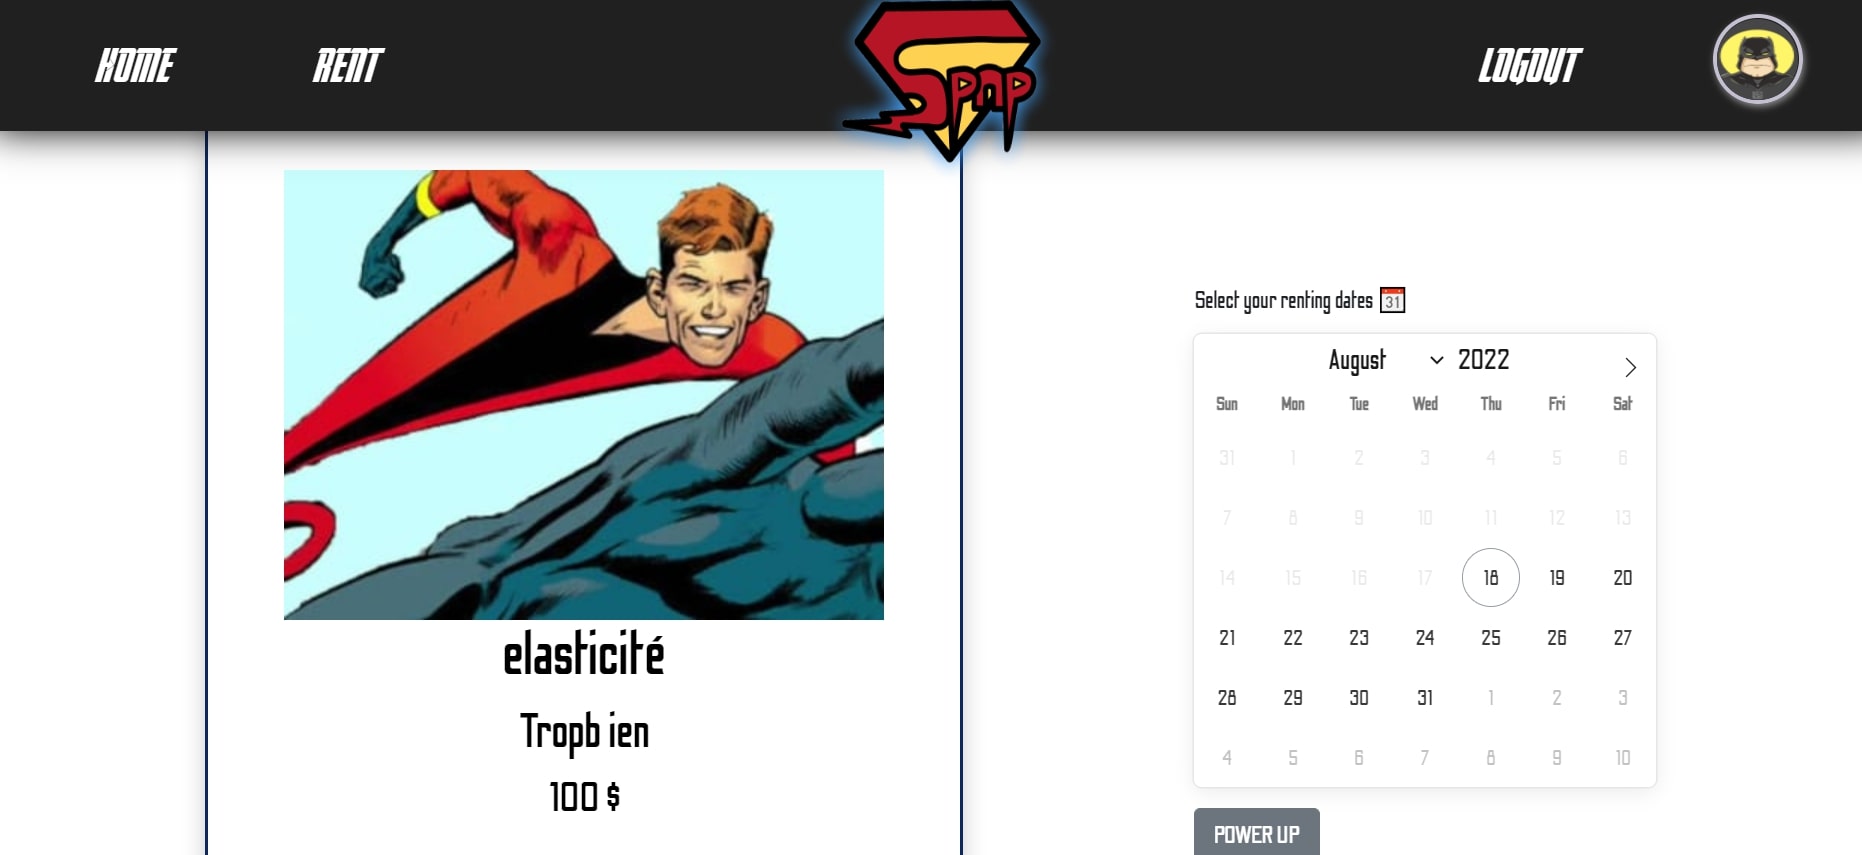 HOME RENT Spnp LOGOUT
elasticité
Tropb ien
100 $
Select your renting dates 31
August 2022
Sun Mon Tue Wed Thu Fri Sat
31 1 2 3 4 5 6
7 8 9 10 11 12 13
14 15 16 17 18 19 20
21 22 23 24 25 26 27
28 29 30 31 1 2 3
4 5 6 7 8 9 10
POWER UP